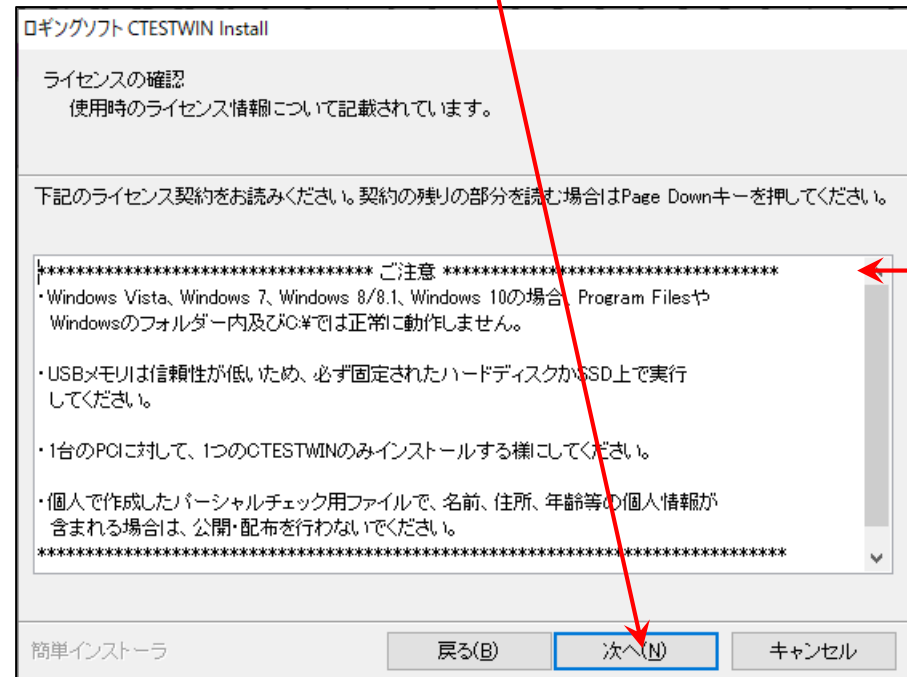 ロギングソフト CTESTWIN Install
ライセンスの確認
使用時のライセンス情報について記載されています。
下記のライセンス契約をお読みください。契約の残りの部分を読む場合はPage Downキーを押してください。
*********************************** ご注意 ***********************************
・Windows Vista、Windows 7、Windows 8/8.1、Windows 10の場合、Program Filesや
Windowsのフォルダー内及びC:¥では正常に動作しません。
・USBメモリは信頼性が低いため、必ず固定されたハードディスクかSSD上で実行
してください。
・1台のPCに対して、1つのCTESTWINのみインストールする様にしてください。
・個人で作成したパーシャルチェック用ファイルで、名前、住所、年齢等の個人情報が
含まれる場合は、公開・配布を行わないでください。
******************************************************************************
簡単インストーラ
戻る(B)
次へ(N)
キャンセル